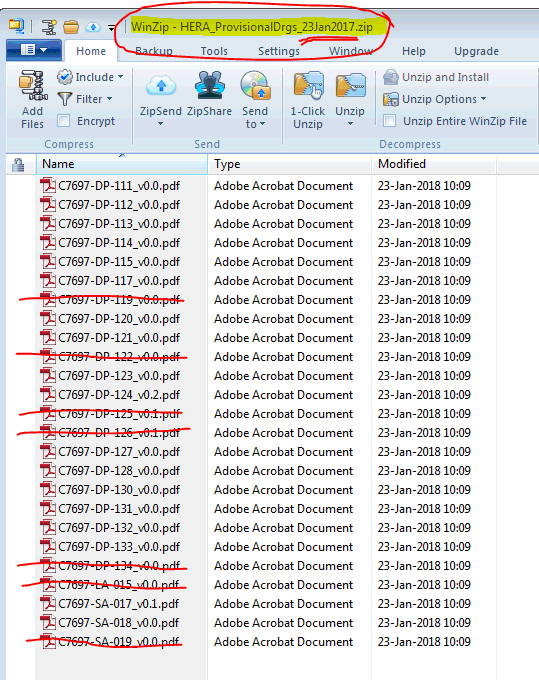 WinZip - HERA_ProvisionalDrgs_23Jan2017.zip
Home Backup Tools Settings Window Help Upgrade
Add Files
Include
Filter
Encrypt
Compress
ZipSend
ZipShare
Send to
Send
1-Click Unzip
Unzip
Unzip and Install
Unzip Options
Unzip Entire WinZip File
Decompress
Name Type Modified
C7697-DP-111_v0.0.pdf Adobe Acrobat Document 23-Jan-2018 10:09
C7697-DP-112_v0.0.pdf Adobe Acrobat Document 23-Jan-2018 10:09
C7697-DP-113_v0.0.pdf Adobe Acrobat Document 23-Jan-2018 10:09
C7697-DP-114_v0.0.pdf Adobe Acrobat Document 23-Jan-2018 10:09
C7697-DP-115_v0.0.pdf Adobe Acrobat Document 23-Jan-2018 10:09
C7697-DP-117_v0.0.pdf Adobe Acrobat Document 23-Jan-2018 10:09
C7697-DP-119_v0.0.pdf Adobe Acrobat Document 23-Jan-2018 10:09
C7697-DP-120_v0.0.pdf Adobe Acrobat Document 23-Jan-2018 10:09
C7697-DP-121_v0.0.pdf Adobe Acrobat Document 23-Jan-2018 10:09
C7697-DP-122_v0.0.pdf Adobe Acrobat Document 23-Jan-2018 10:09
C7697-DP-123_v0.0.pdf Adobe Acrobat Document 23-Jan-2018 10:09
C7697-DP-124_v0.2.pdf Adobe Acrobat Document 23-Jan-2018 10:09
C7697-DP-125_v0.1.pdf Adobe Acrobat Document 23-Jan-2018 10:09
C7697-DP-126_v0.1.pdf Adobe Acrobat Document 23-Jan-2018 10:09
C7697-DP-127_v0.0.pdf Adobe Acrobat Document 23-Jan-2018 10:09
C7697-DP-128_v0.0.pdf Adobe Acrobat Document 23-Jan-2018 10:09
C7697-DP-130_v0.0.pdf Adobe Acrobat Document 23-Jan-2018 10:09
C7697-DP-131_v0.0.pdf Adobe Acrobat Document 23-Jan-2018 10:09
C7697-DP-132_v0.0.pdf Adobe Acrobat Document 23-Jan-2018 10:09
C7697-DP-133_v0.0.pdf Adobe Acrobat Document 23-Jan-2018 10:09
C7697-DP-134_v0.0.pdf Adobe Acrobat Document 23-Jan-2018 10:09
C7697-LA-015_v0.0.pdf Adobe Acrobat Document 23-Jan-2018 10:09
C7697-SA-017_v0.1.pdf Adobe Acrobat Document 23-Jan-2018 10:09
C7697-SA-018_v0.0.pdf Adobe Acrobat Document 23-Jan-2018 10:09
C7697-SA-019_v0.0.pdf Adobe Acrobat Document 23-Jan-2018 10:09